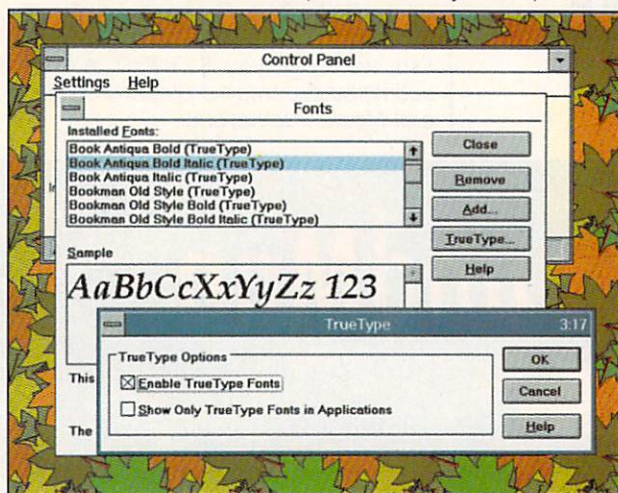 Control Panel
Settings Help
Fonts
Installed Fonts:
Book Antiqua Bold (TrueType)
Book Antiqua Bold Italic (TrueType)
Book Antiqua Italic (TrueType)
Bookman Old Style (TrueType)
Bookman Old Style Bold (TrueType)
Bookman Old Style Bold Italic (TrueType)
Close
Remove
Add...
TrueType...
Help
Sample
AaBbCcXxYyZz 123
TrueType 3:17
TrueType Options
Enable TrueType Fonts
Show Only TrueType Fonts in Applications
OK
Cancel
Help
This
The